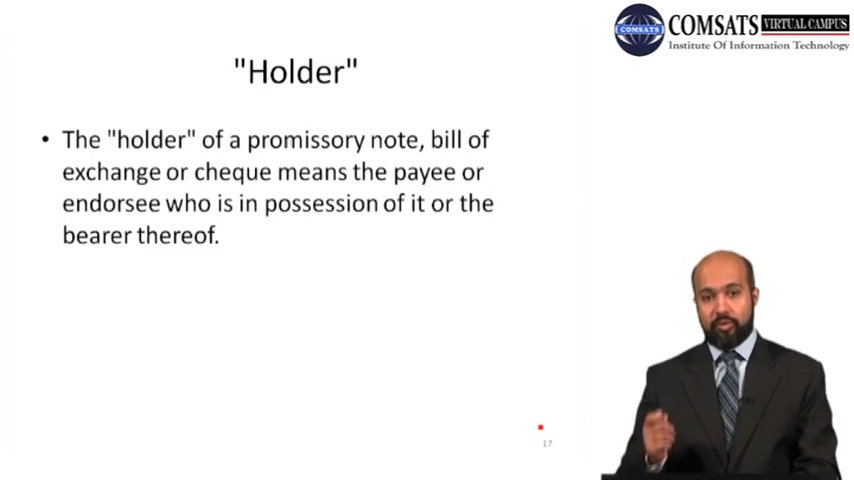 COMSATS VIRTUAL CAMPUS
COMSATS
Institute Of Information Technology
"Holder"
• The "holder" of a promissory note, bill of
exchange or cheque means the payee or
endorsee who is in possession of it or the
bearer thereof.
17